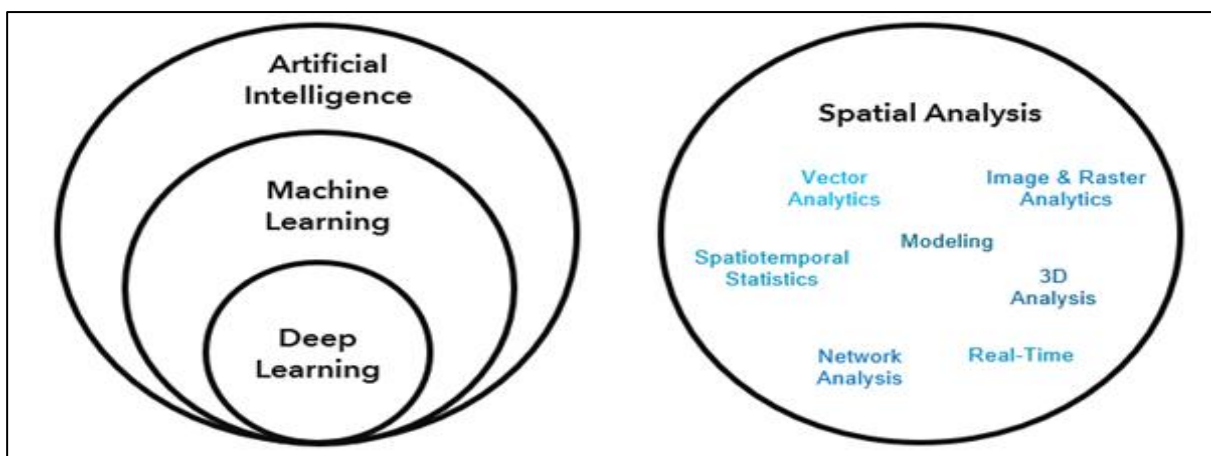 Artificial
Intelligence
Machine
Learning
Deep
Learning
Spatial Analysis
Vector
Analytics
Image & Raster
Analytics
Modeling
Spatiotemporal
Statistics
3D
Analysis
Network
Analysis
Real-Time